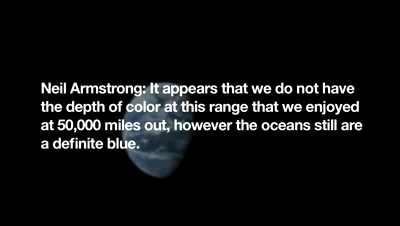 Neil Armstrong: It appears that we do not have
the depth of color at this range that we enjoyed
at 50,000 miles out, however the oceans still are
a definite blue.